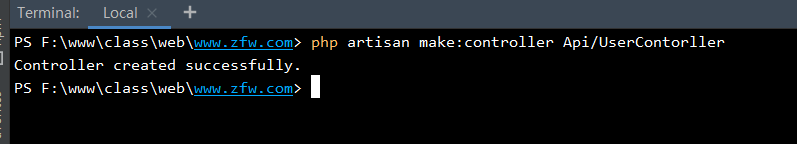 Terminal: Local × +
PS F:\www\class\web\www.zfw.com> php artisan make:controller Api/UserContorller
Controller created successfully.
PS F:\www\class\web\www.zfw.com>